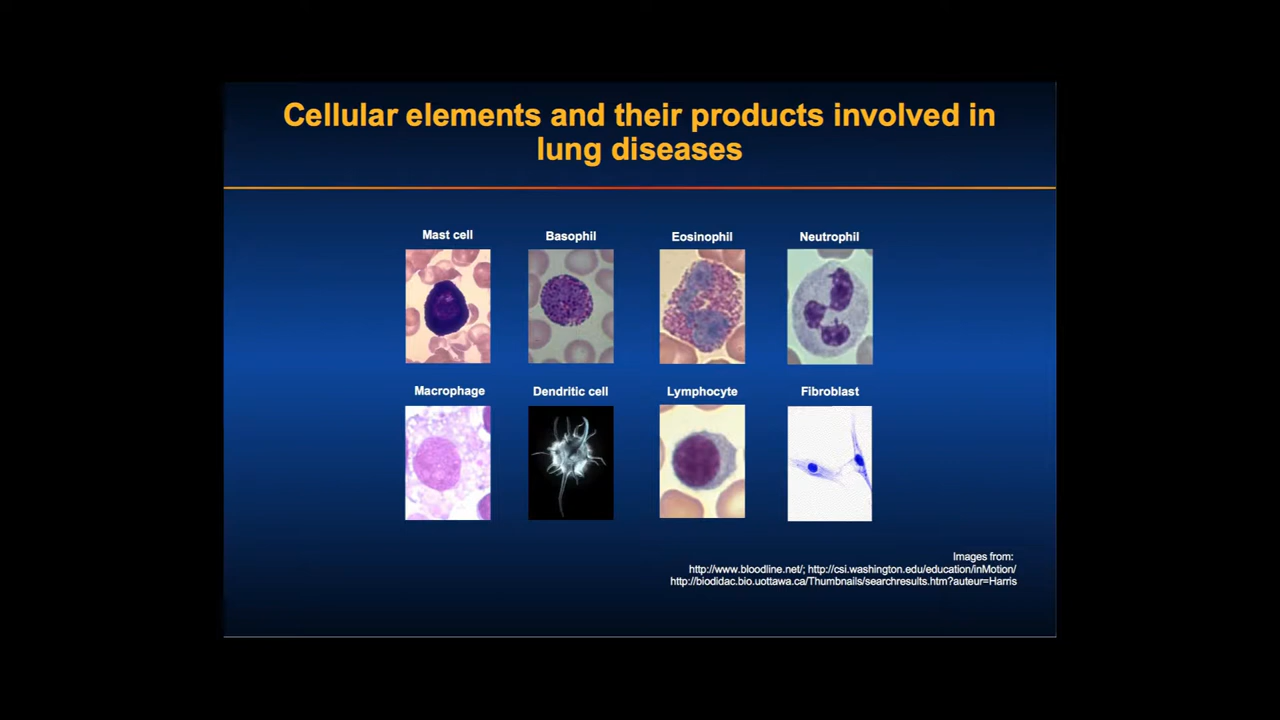 Cellular elements and their products involved in
lung diseases
Mast cell
Basophil
Eosinophil
Neutrophil
Macrophage
Dendritic cell
Lymphocyte
Fibroblast
Images from:
http://www.bloodline.net/; http://csi.washington.edu/education/inMotion/
http://biodidac.bio.uottawa.ca/Thumbnails/searchresults.htm?auteur=Harris